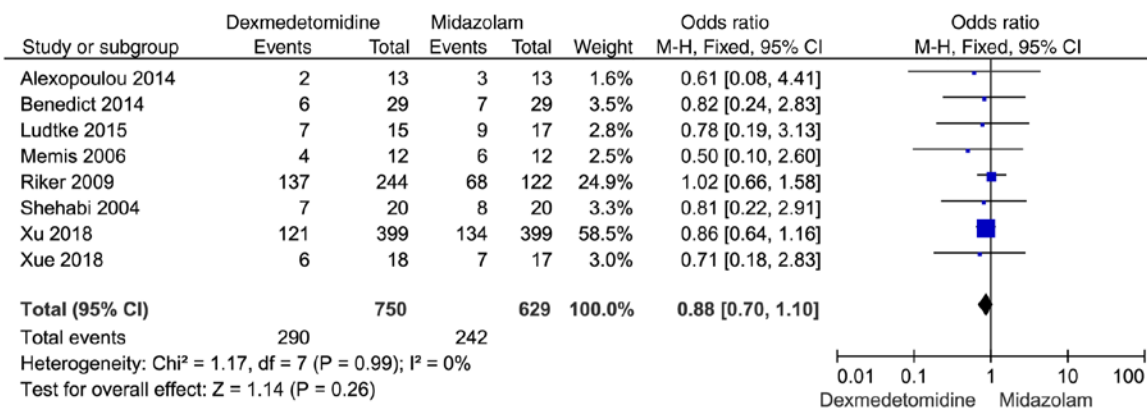 Dexmedetomidine Midazolam Odds ratio Odds ratio
Study or subgroup Events Total Events Total Weight M-H, Fixed, 95% CI M-H, Fixed, 95% CI
Alexopoulou 2014 2 13 3 13 1.6% 0.61 [0.08, 4.41]
Benedict 2014 6 29 7 29 3.5% 0.82 [0.24, 2.83]
Ludtke 2015 7 15 9 17 2.8% 0.78 [0.19, 3.13]
Memis 2006 4 12 6 12 2.5% 0.50 [0.10, 2.60]
Riker 2009 137 244 68 122 24.9% 1.02 [0.66, 1.58]
Shehabi 2004 7 20 8 20 3.3% 0.81 [0.22, 2.91]
Xu 2018 121 399 134 399 58.5% 0.86 [0.64, 1.16]
Xue 2018 6 18 7 17 3.0% 0.71 [0.18, 2.83]
Total (95% CI) 750 629 100.0% 0.88 [0.70, 1.10]
Total events 290 242
Heterogeneity: Chi² = 1.17, df = 7 (P = 0.99); I² = 0%
Test for overall effect: Z = 1.14 (P = 0.26)
0.01 0.1 1 10 100
Dexmedetomidine Midazolam